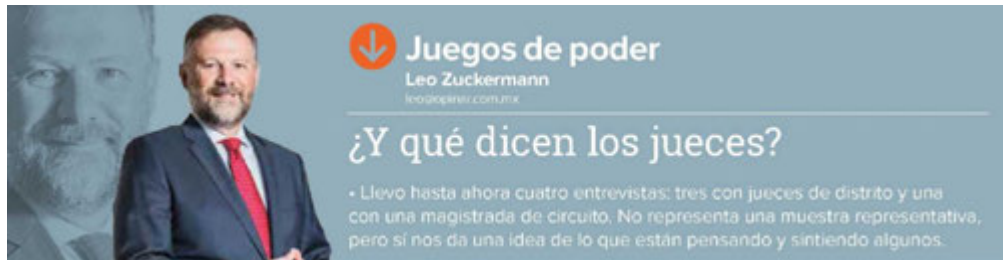 Juegos de poder
Leo Zuckermann
¿Y qué dicen los jueces?
• Llevo hasta ahora cuatro entrevistas: tres con jueces de distrito y una
con una magistrada de circuito. No representa una muestra representativa,
pero sí nos da una idea de lo que están pensando y sintiendo algunos.